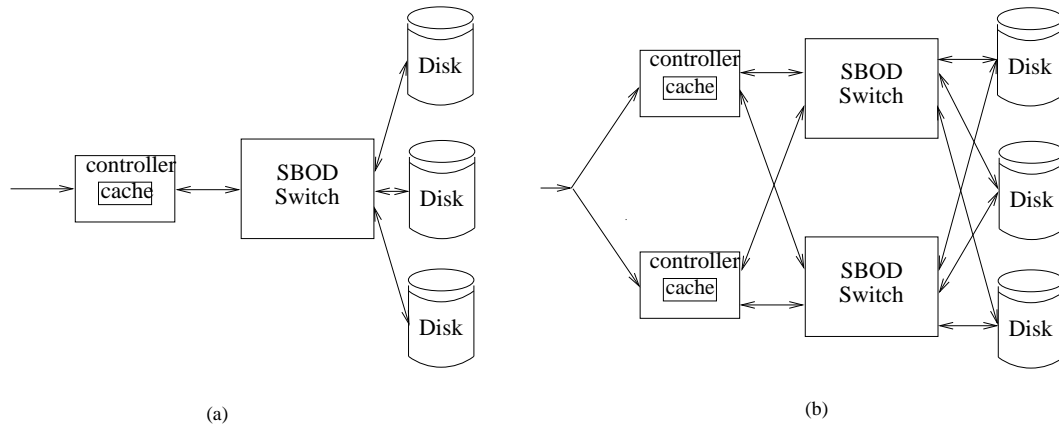 Disk
controller
cache
SBOD
Switch
Disk
Disk
(a)
controller
cache
SBOD
Switch
Disk
Disk
controller
cache
SBOD
Switch
Disk
(b)